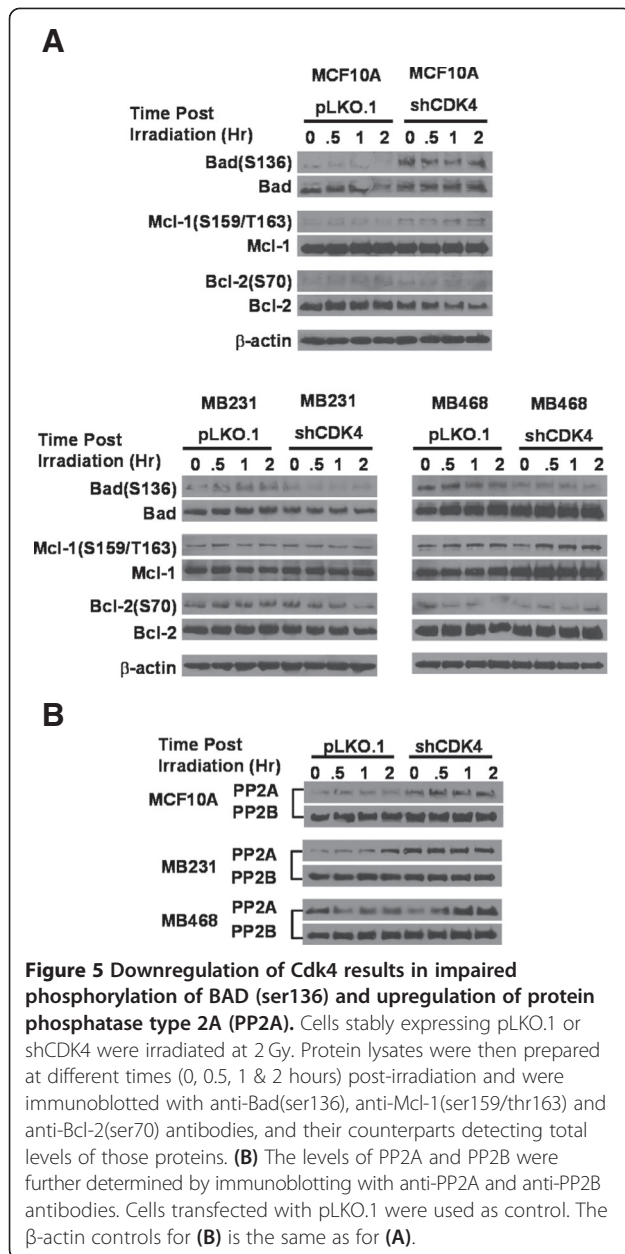 A
MCF10A MCF10A
pLKO.1 shCDK4
Time Post
Irradiation (Hr) 0 .5 1 2 0 .5 1 2
Bad(S136)
Bad
Mcl-1(S159/T163)
Mcl-1
Bcl-2(S70)
Bcl-2
β-actin
MB231 MB231 MB468 MB468
pLKO.1 shCDK4 pLKO.1 shCDK4
Time Post
Irradiation (Hr) 0 .5 1 2 0 .5 1 2 0 .5 1 2 0 .5 1 2
Bad(S136)
Bad
Mcl-1(S159/T163)
Mcl-1
Bcl-2(S70)
Bcl-2
β-actin
B
Time Post pLKO.1 shCDK4
Irradiation (Hr) 0 .5 1 2 0 .5 1 2
MCF10A PP2A
PP2B
MB231 PP2A
PP2B
MB468 PP2A
PP2B
Figure 5 Downregulation of Cdk4 results in impaired
phosphorylation of BAD (ser136) and upregulation of protein
phosphatase type 2A (PP2A). Cells stably expressing pLKO.1 or
shCDK4 were irradiated at 2 Gy. Protein lysates were then prepared
at different times (0, 0.5, 1 & 2 hours) post-irradiation and were
immunoblotted with anti-Bad(ser136), anti-Mcl-1(ser159/thr163) and
anti-Bcl-2(ser70) antibodies, and their counterparts detecting total
levels of those proteins. (B) The levels of PP2A and PP2B were
further determined by immunoblotting with anti-PP2A and anti-PP2B
antibodies. Cells transfected with pLKO.1 were used as control. The
β-actin controls for (B) is the same as for (A).